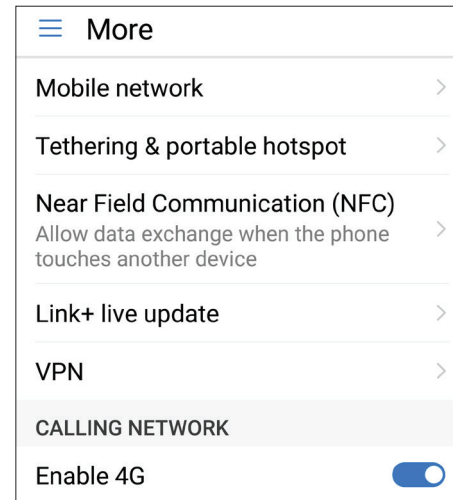 More
Mobile network
Tethering & portable hotspot
Near Field Communication (NFC)
Allow data exchange when the phone
touches another device
Link+ live update
VPN
CALLING NETWORK
Enable 4G